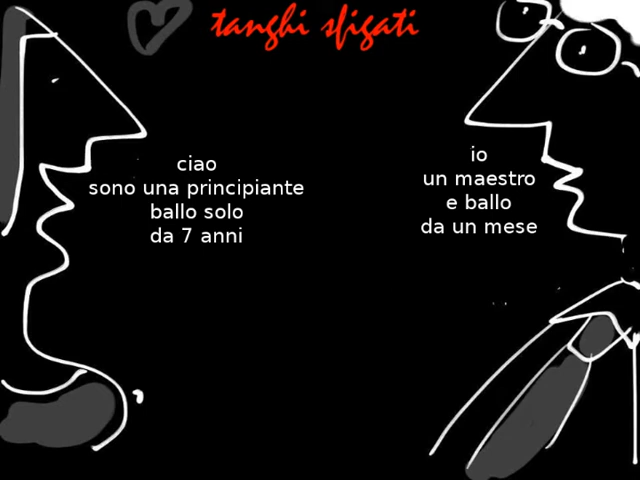 tanghi sfigati
ciao
sono una principiante
ballo solo
da 7 anni
io
un maestro
e ballo
da un mese